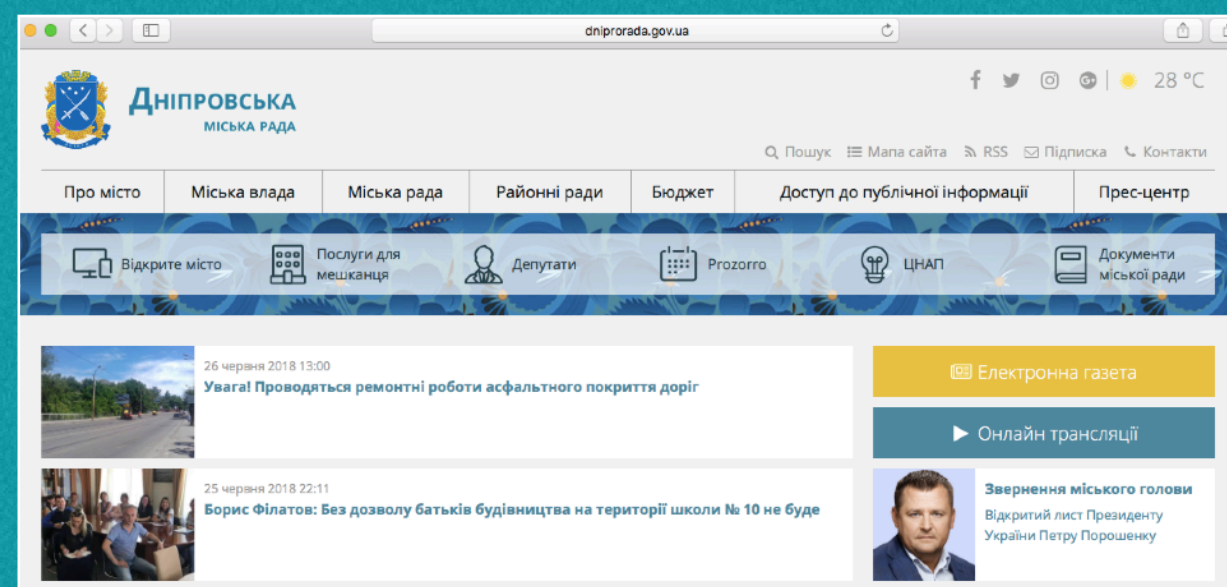 dniprorada.gov.ua
ДНІПРОВСЬКА
МІСЬКА РАДА
28 °C
Пошук Мапа сайта RSS Підписка Контакти
Про місто Міська влада Міська рада Районні ради Бюджет Доступ до публічної інформації Прес-центр
Відкрите місто
Послуги для
мешканця
Депутати
Prozorro
ЦНАП
Документи
міської ради
26 червня 2018 13:00
Увага! Проводяться ремонтні роботи асфальтного покриття доріг
Електронна газета
Онлайн трансляції
25 червня 2018 22:11
Борис Філатов: Без дозволу батьків будівництва на території школи № 10 не буде
Звернення міського голови
Відкритий лист Президенту
України Петру Порошенку